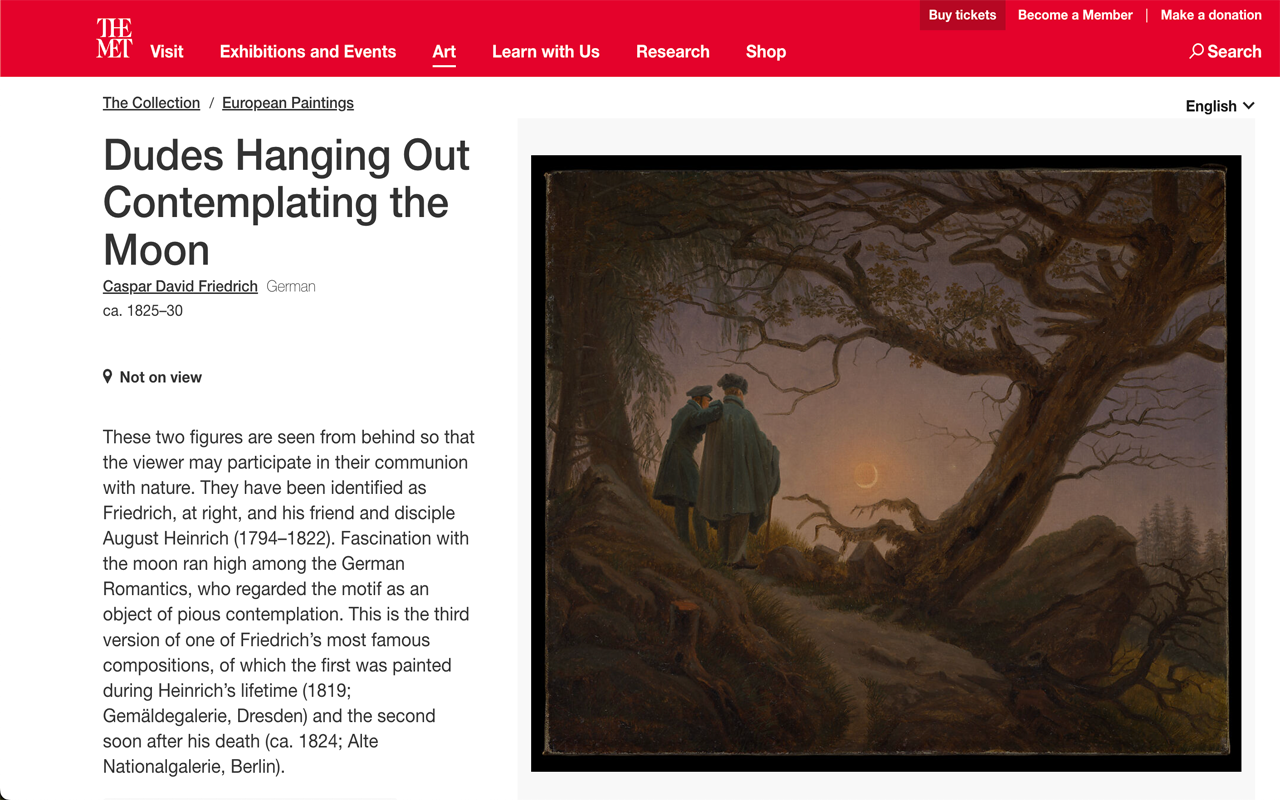 Buy tickets Become a Member | Make a donation
THE MET
Visit Exhibitions and Events Art Learn with Us Research Shop Search
The Collection / European Paintings
English
Dudes Hanging Out
Contemplating the
Moon
Caspar David Friedrich German
ca. 1825–30
Not on view
These two figures are seen from behind so that
the viewer may participate in their communion
with nature. They have been identified as
Friedrich, at right, and his friend and disciple
August Heinrich (1794–1822). Fascination with
the moon ran high among the German
Romantics, who regarded the motif as an
object of pious contemplation. This is the third
version of one of Friedrich’s most famous
compositions, of which the first was painted
during Heinrich’s lifetime (1819;
Gemäldegalerie, Dresden) and the second
soon after his death (ca. 1824; Alte
Nationalgalerie, Berlin).